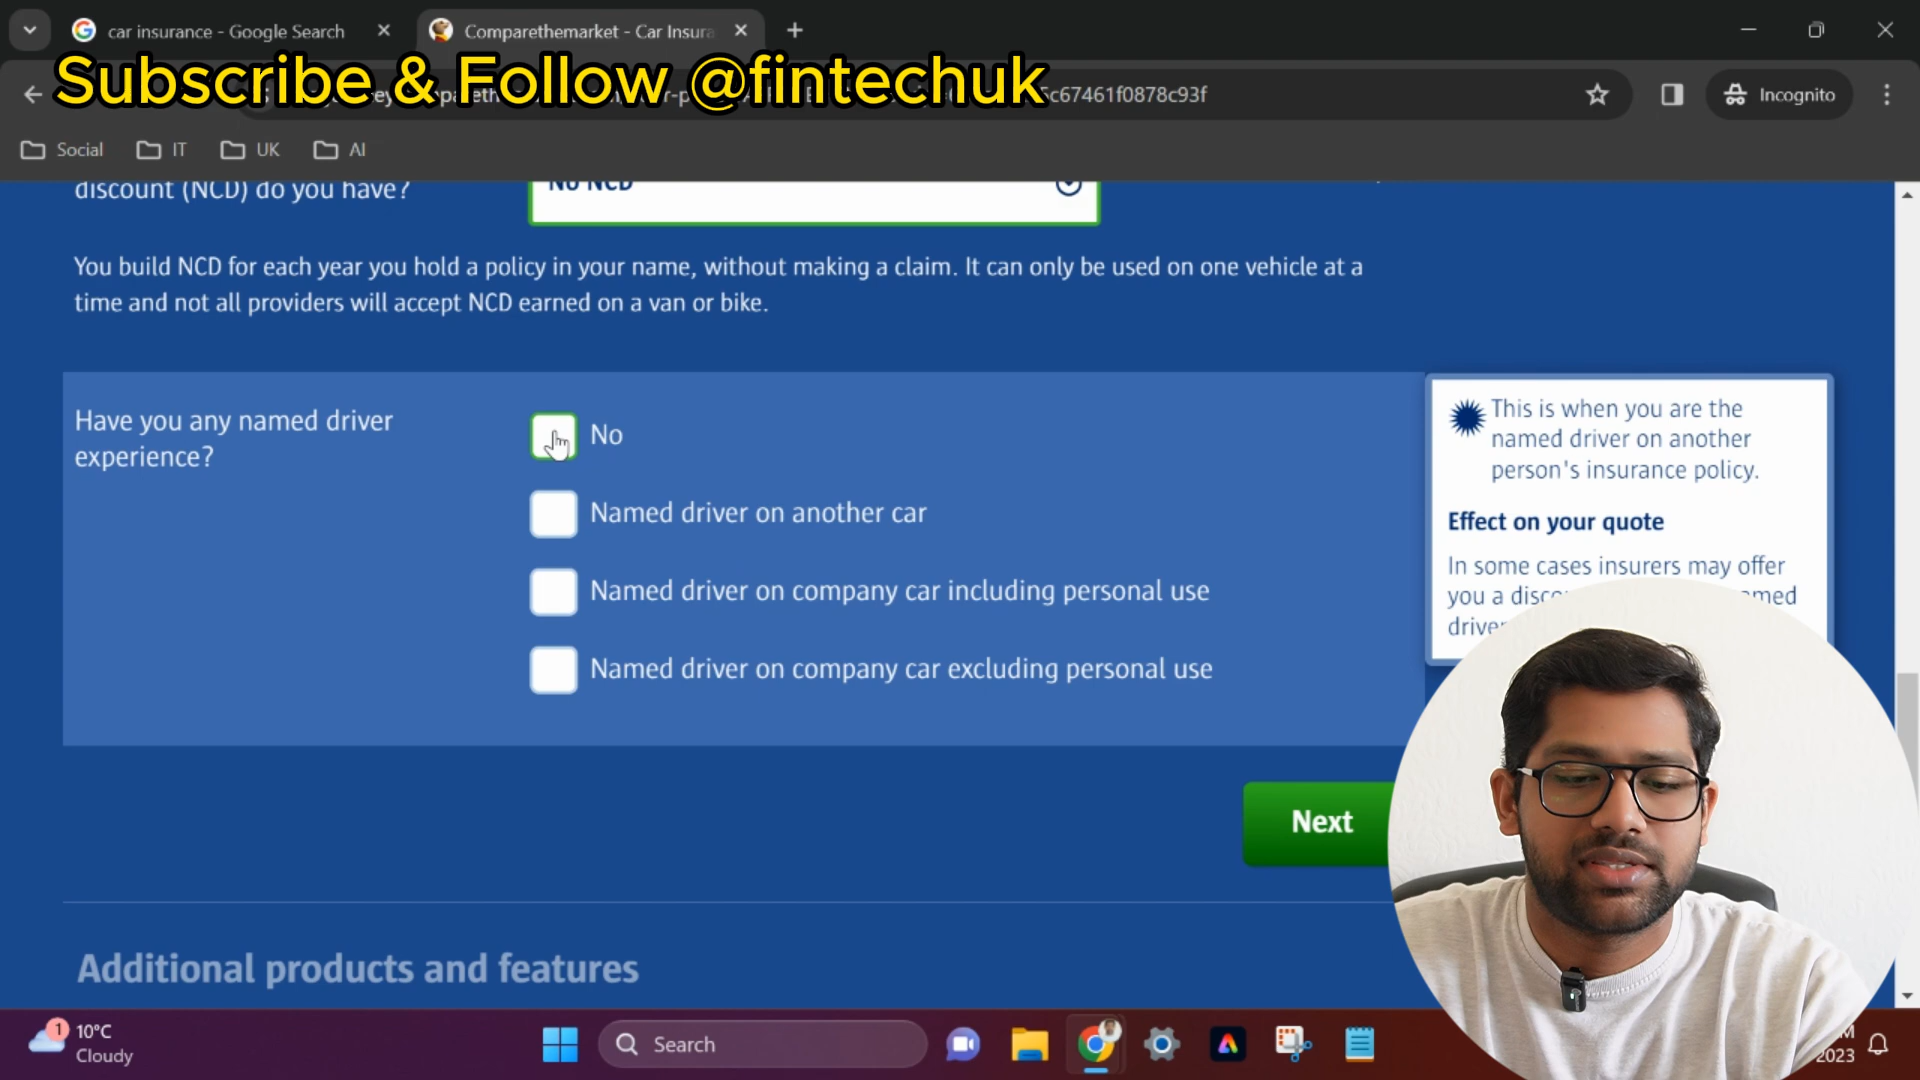 car insurance - Google Search
Comparethemarket - Car Insura
Subscribe & Follow @fintechuk
5c67461f0878c93f
Incognito
Social
IT
UK
AI
discount (NCD) do you have?
No NCD
You build NCD for each year you hold a policy in your name, without making a claim. It can only be used on one vehicle at a
time and not all providers will accept NCD earned on a van or bike.
Have you any named driver
experience?
No
Named driver on another car
Named driver on company car including personal use
Named driver on company car excluding personal use
This is when you are the
named driver on another
person's insurance policy.
Effect on your quote
In some cases insurers may offer
you a
Next
Additional products and features
1
10°C
Cloudy
Search
2023